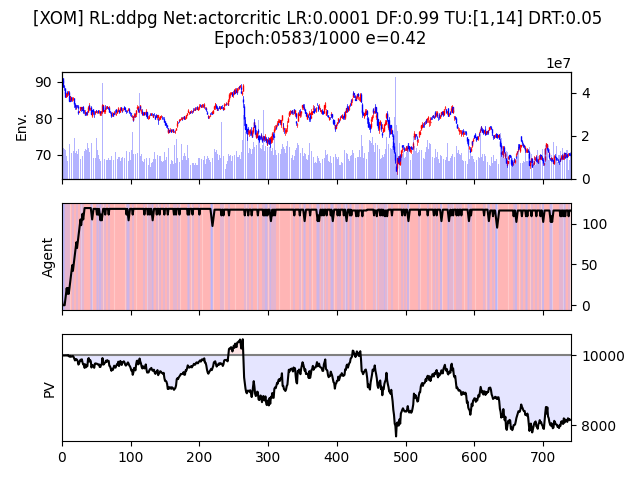 [XOM] RL:ddpg Net:actorcritic LR:0.0001 DF:0.99 TU:[1,14] DRT:0.05
Epoch:0583/1000 e=0.42
1e7
90
80
70
Env.
4
2
0
Agent
100
50
0
PV
10000
8000
0 100 200 300 400 500 600 700